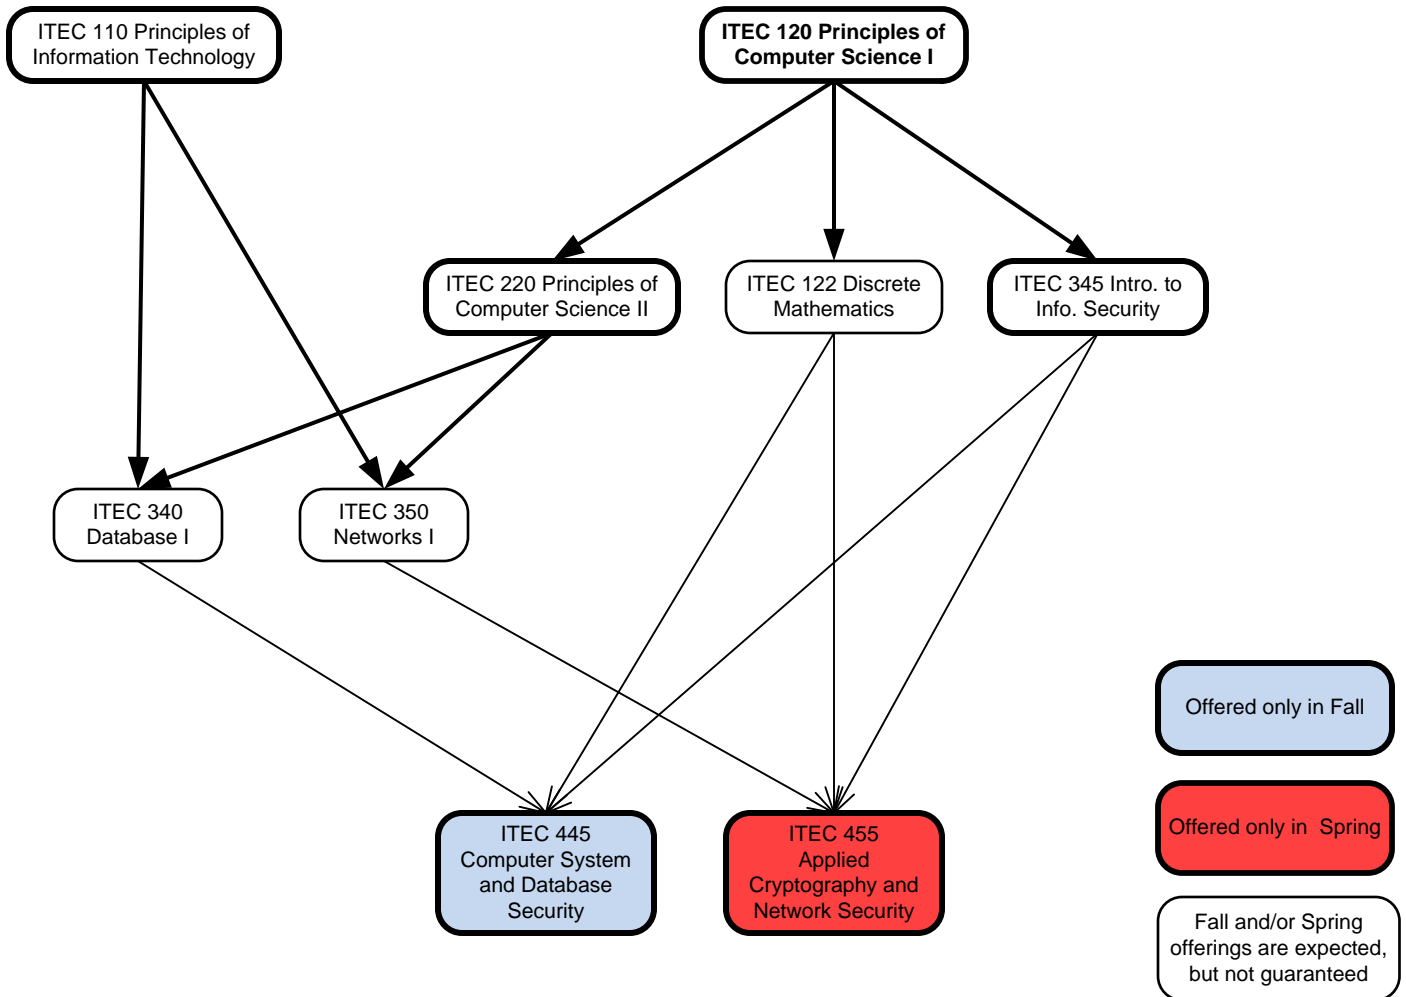 ITEC 110 Principles of
Information Technology
ITEC 120 Principles of
Computer Science I
ITEC 220 Principles of
Computer Science II
ITEC 122 Discrete
Mathematics
ITEC 345 Intro. to
Info. Security
ITEC 340
Database I
ITEC 350
Networks I
ITEC 445
Computer System
and Database
Security
ITEC 455
Applied
Cryptography and
Network Security
Offered only in Fall
Offered only in  Spring
Fall and/or Spring
offerings are expected,
but not guaranteed